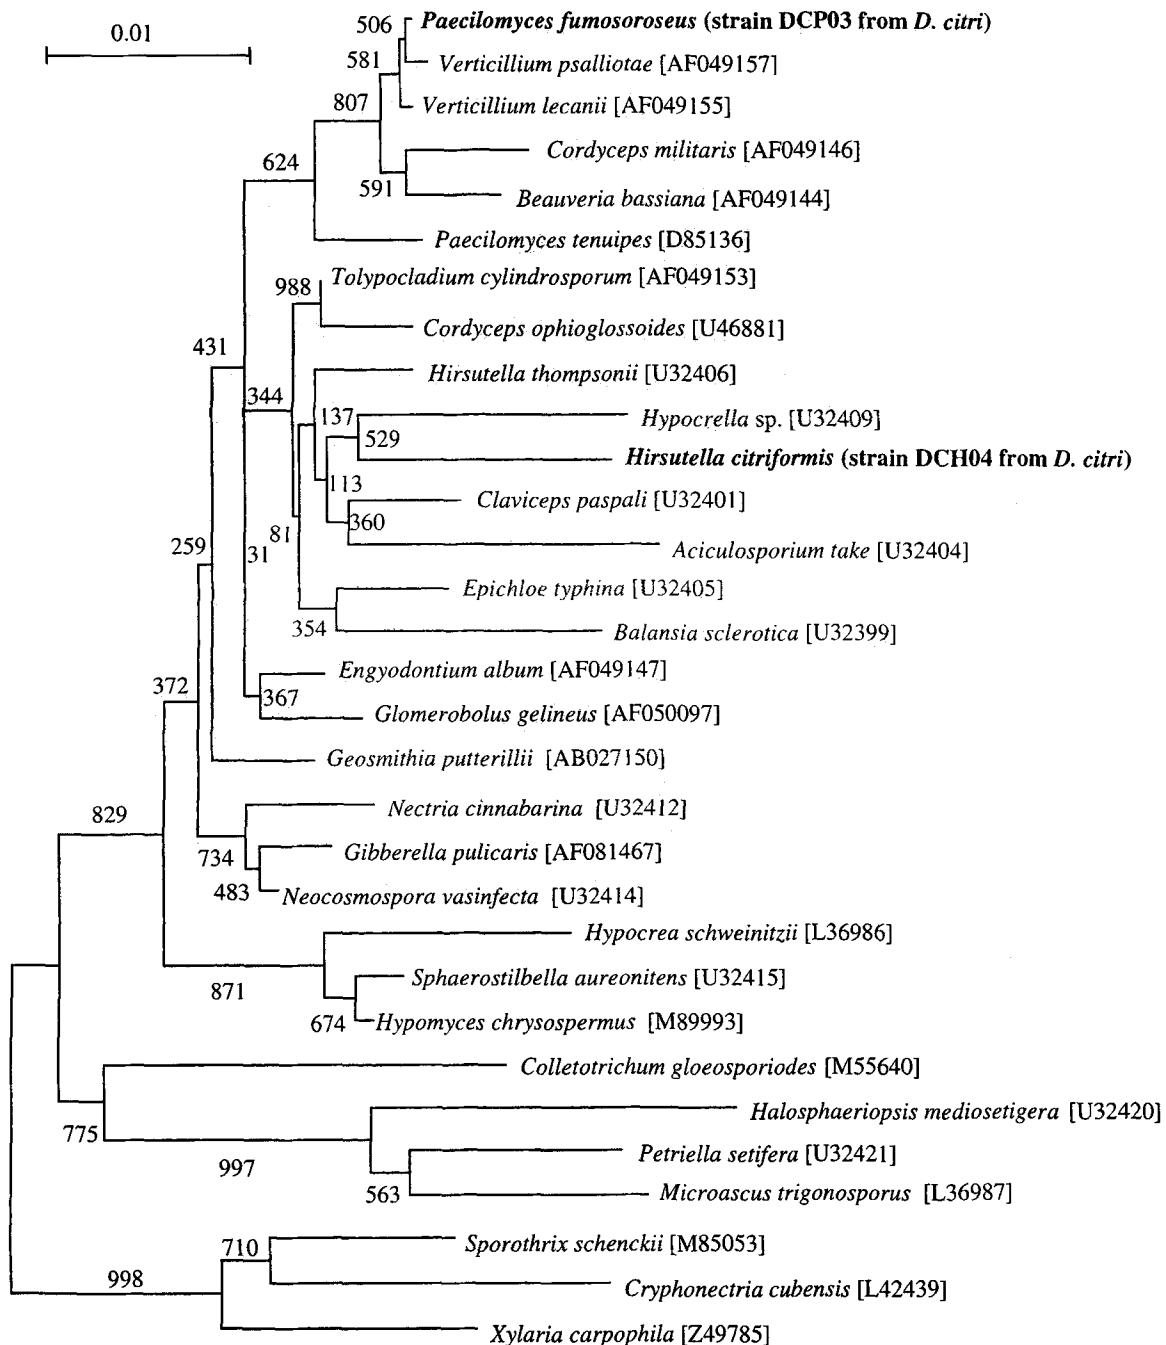 0.01
506
Paecilomyces fumosoroseus (strain DCP03 from D. citri)
581
Verticillium psalliotae [AF049157]
807
Verticillium lecanii [AF049155]
624
Cordyceps militaris [AF049146]
591
Beauveria bassiana [AF049144]
Paecilomyces tenuipes [D85136]
988
Tolypocladium cylindrosporum [AF049153]
Cordyceps ophioglossoides [U46881]
431
Hirsutella thompsonii [U32406]
344
137
Hypocrella sp. [U32409]
529
Hirsutella citriformis (strain DCH04 from D. citri)
113
Claviceps paspali [U32401]
360
81
259
31
Aciculosporium take [U32404]
Epichloe typhina [U32405]
354
Balansia sclerotica [U32399]
Engyodontium album [AF049147]
372
367
Glomerobolus gelineus [AF050097]
Geosmithia putterillii [AB027150]
829
Nectria cinnabarina [U32412]
734
Gibberella pulicaris [AF081467]
483
Neocosmospora vasinfecta [U32414]
Hypocrea schweinitzii [L36986]
871
Sphaerostilbella aureonitens [U32415]
674
Hypomyces chrysospermus [M89993]
Colletotrichum gloeosporiodes [M55640]
775
Halosphaeriopsis mediosetigera [U32420]
997
Petriella setifera [U32421]
563
Microascus trigonosporus [L36987]
710
Sporothrix schenckii [M85053]
998
Cryphonectria cubensis [L42439]
Xylaria carpophila [Z49785]